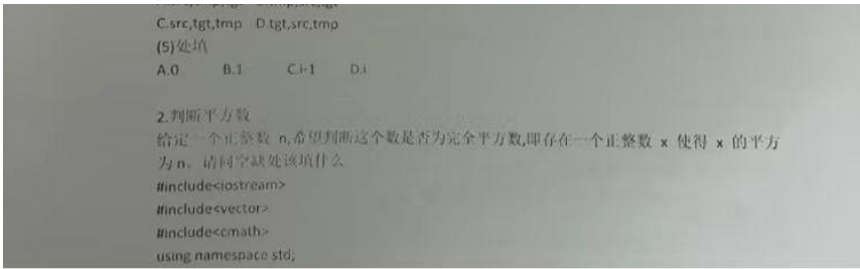 C.src,tgt,tmp D.tgt,src,tmp
(5)处填
A.0 B.1 C.i-1 D.i
2.判断平方数
给定一个正整数 n,希望判断这个数是否为完全平方数,即存在一个正整数 x 使得 x 的平方
为 n。请问空缺处该填什么
#include<iostream>
#include<vector>
#include<cmath>
using namespace std;